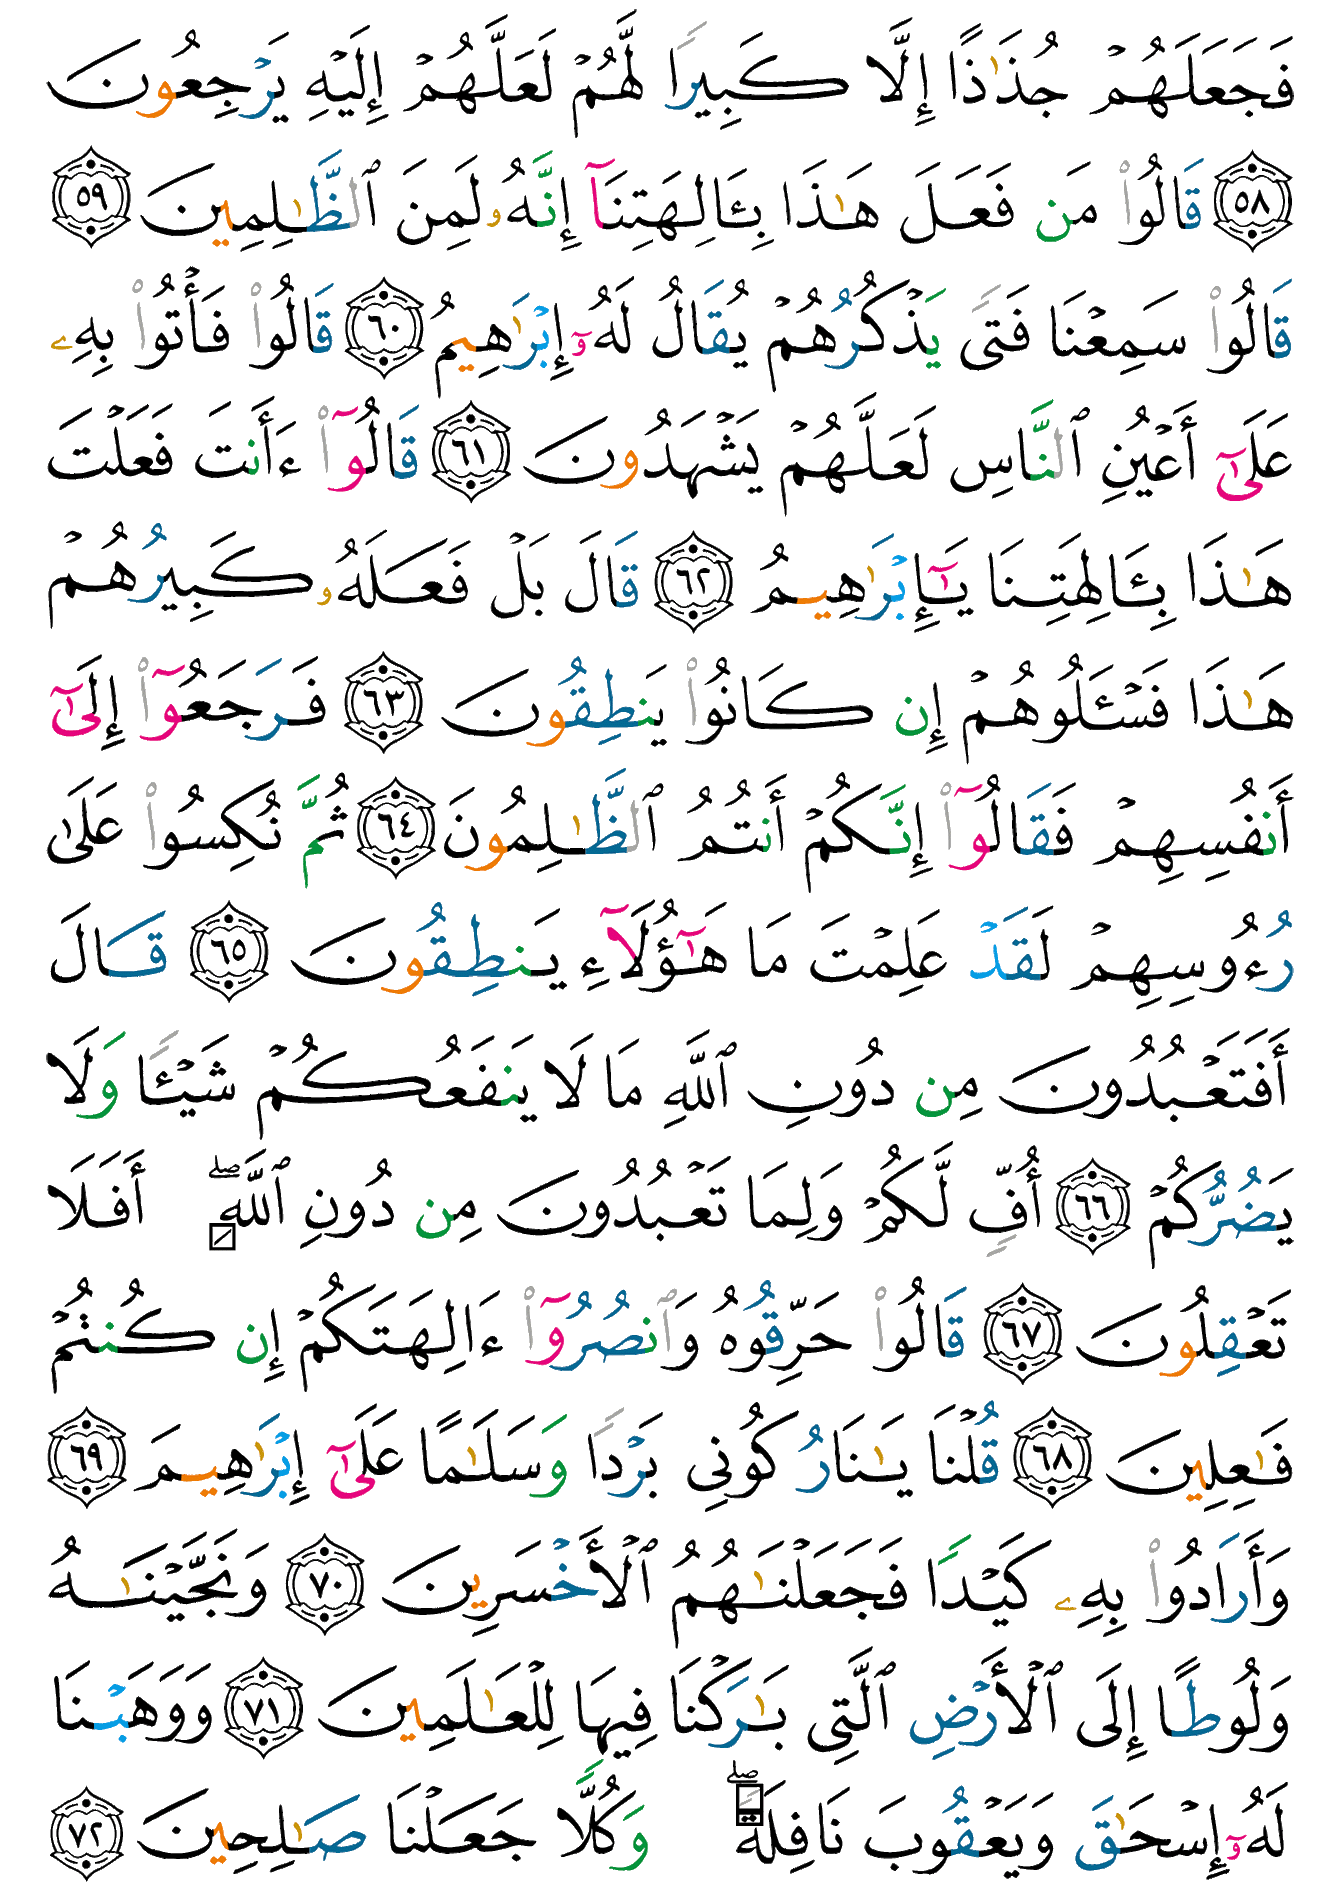 فَجَعَلَهُمْ جُذَٰذًا إِلَّا كَبِيرًا لَّهُمْ لَعَلَّهُمْ إِلَيْهِ يَرْجِعُونَ
٥٨ قَالُوا۟ مَن فَعَلَ هَٰذَا بِـَٔالِهَتِنَآ إِنَّهُۥ لَمِنَ ٱلظَّٰلِمِينَ ٥٩
قَالُوا۟ سَمِعْنَا فَتًى يَذْكُرُهُمْ يُقَالُ لَهُۥٓ إِبْرَٰهِيمُ ٦٠ قَالُوا۟ فَأْتُوا۟ بِهِۦ
عَلَىٰٓ أَعْيُنِ ٱلنَّاسِ لَعَلَّهُمْ يَشْهَدُونَ ٦١ قَالُوٓا۟ ءَأَنتَ فَعَلْتَ
هَٰذَا بِـَٔالِهَتِنَا يَٰٓإِبْرَٰهِيمُ ٦٢ قَالَ بَلْ فَعَلَهُۥ كَبِيرُهُمْ
هَٰذَا فَسْـَٔلُوهُمْ إِن كَانُوا۟ يَنطِقُونَ ٦٣ فَرَجَعُوٓا۟ إِلَىٰٓ
أَنفُسِهِمْ فَقَالُوٓا۟ إِنَّكُمْ أَنتُمُ ٱلظَّٰلِمُونَ ٦٤ ثُمَّ نُكِسُوا۟ عَلَىٰ
رُءُوسِهِمْ لَقَدْ عَلِمْتَ مَا هَٰٓؤُلَآءِ يَنطِقُونَ ٦٥ قَالَ
أَفَتَعْبُدُونَ مِن دُونِ ٱللَّهِ مَا لَا يَنفَعُكُمْ شَيْـًٔا وَلَا
يَضُرُّكُمْ ٦٦ أُفٍّ لَّكُمْ وَلِمَا تَعْبُدُونَ مِن دُونِ ٱللَّهِ ۖ أَفَلَا
تَعْقِلُونَ ٦٧ قَالُوا۟ حَرِّقُوهُ وَٱنصُرُوٓا۟ ءَالِهَتَكُمْ إِن كُنتُمْ
فَٰعِلِينَ ٦٨ قُلْنَا يَٰنَارُ كُونِى بَرْدًا وَسَلَٰمًا عَلَىٰٓ إِبْرَٰهِيمَ ٦٩
وَأَرَادُوا۟ بِهِۦ كَيْدًا فَجَعَلْنَٰهُمُ ٱلْأَخْسَرِينَ ٧٠ وَنَجَّيْنَٰهُ
وَلُوطًا إِلَى ٱلْأَرْضِ ٱلَّتِى بَٰرَكْنَا فِيهَا لِلْعَٰلَمِينَ ٧١ وَوَهَبْنَا
لَهُۥٓ إِسْحَٰقَ وَيَعْقُوبَ نَافِلَةً ۖ وَكُلًّا جَعَلْنَا صَٰلِحِينَ ٧٢